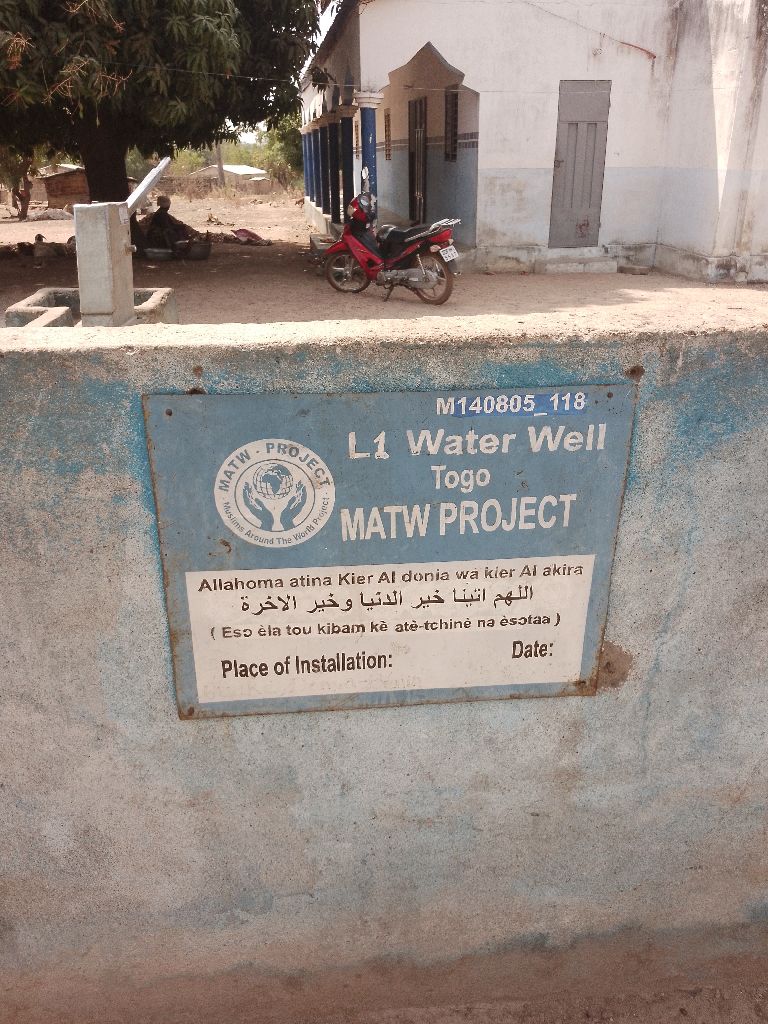 M140805_118
L1 Water Well
Togo
MATW PROJECT
MATW - PROJECT
Muslims Around The World Project
Allahoma atina Kier Al donia wa kier Al akira
اللهم اتينا خير الدنيا وخير الاخرة
( Esɔ èla tou kibam kè atè-tchinè na èsɔtaa )
Place of Installation:
Date: